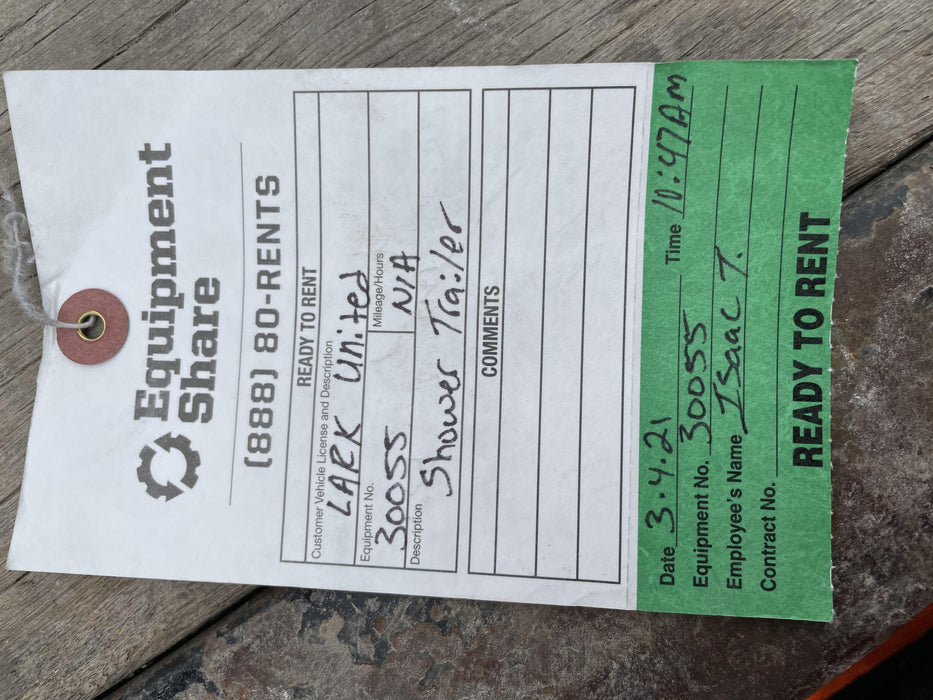 Equipment
Share
(888) 80-RENTS
READY TO RENT
Customer Vehicle License and Description
LARK United
Equipment No.
Mileage/Hours
30055
N/A
Description
Shower Trailer
COMMENTS
Date 3.4.21 Time 10:47AM
Equipment No. 30055
Employee's Name Isaac T.
Contract No.
READY TO RENT